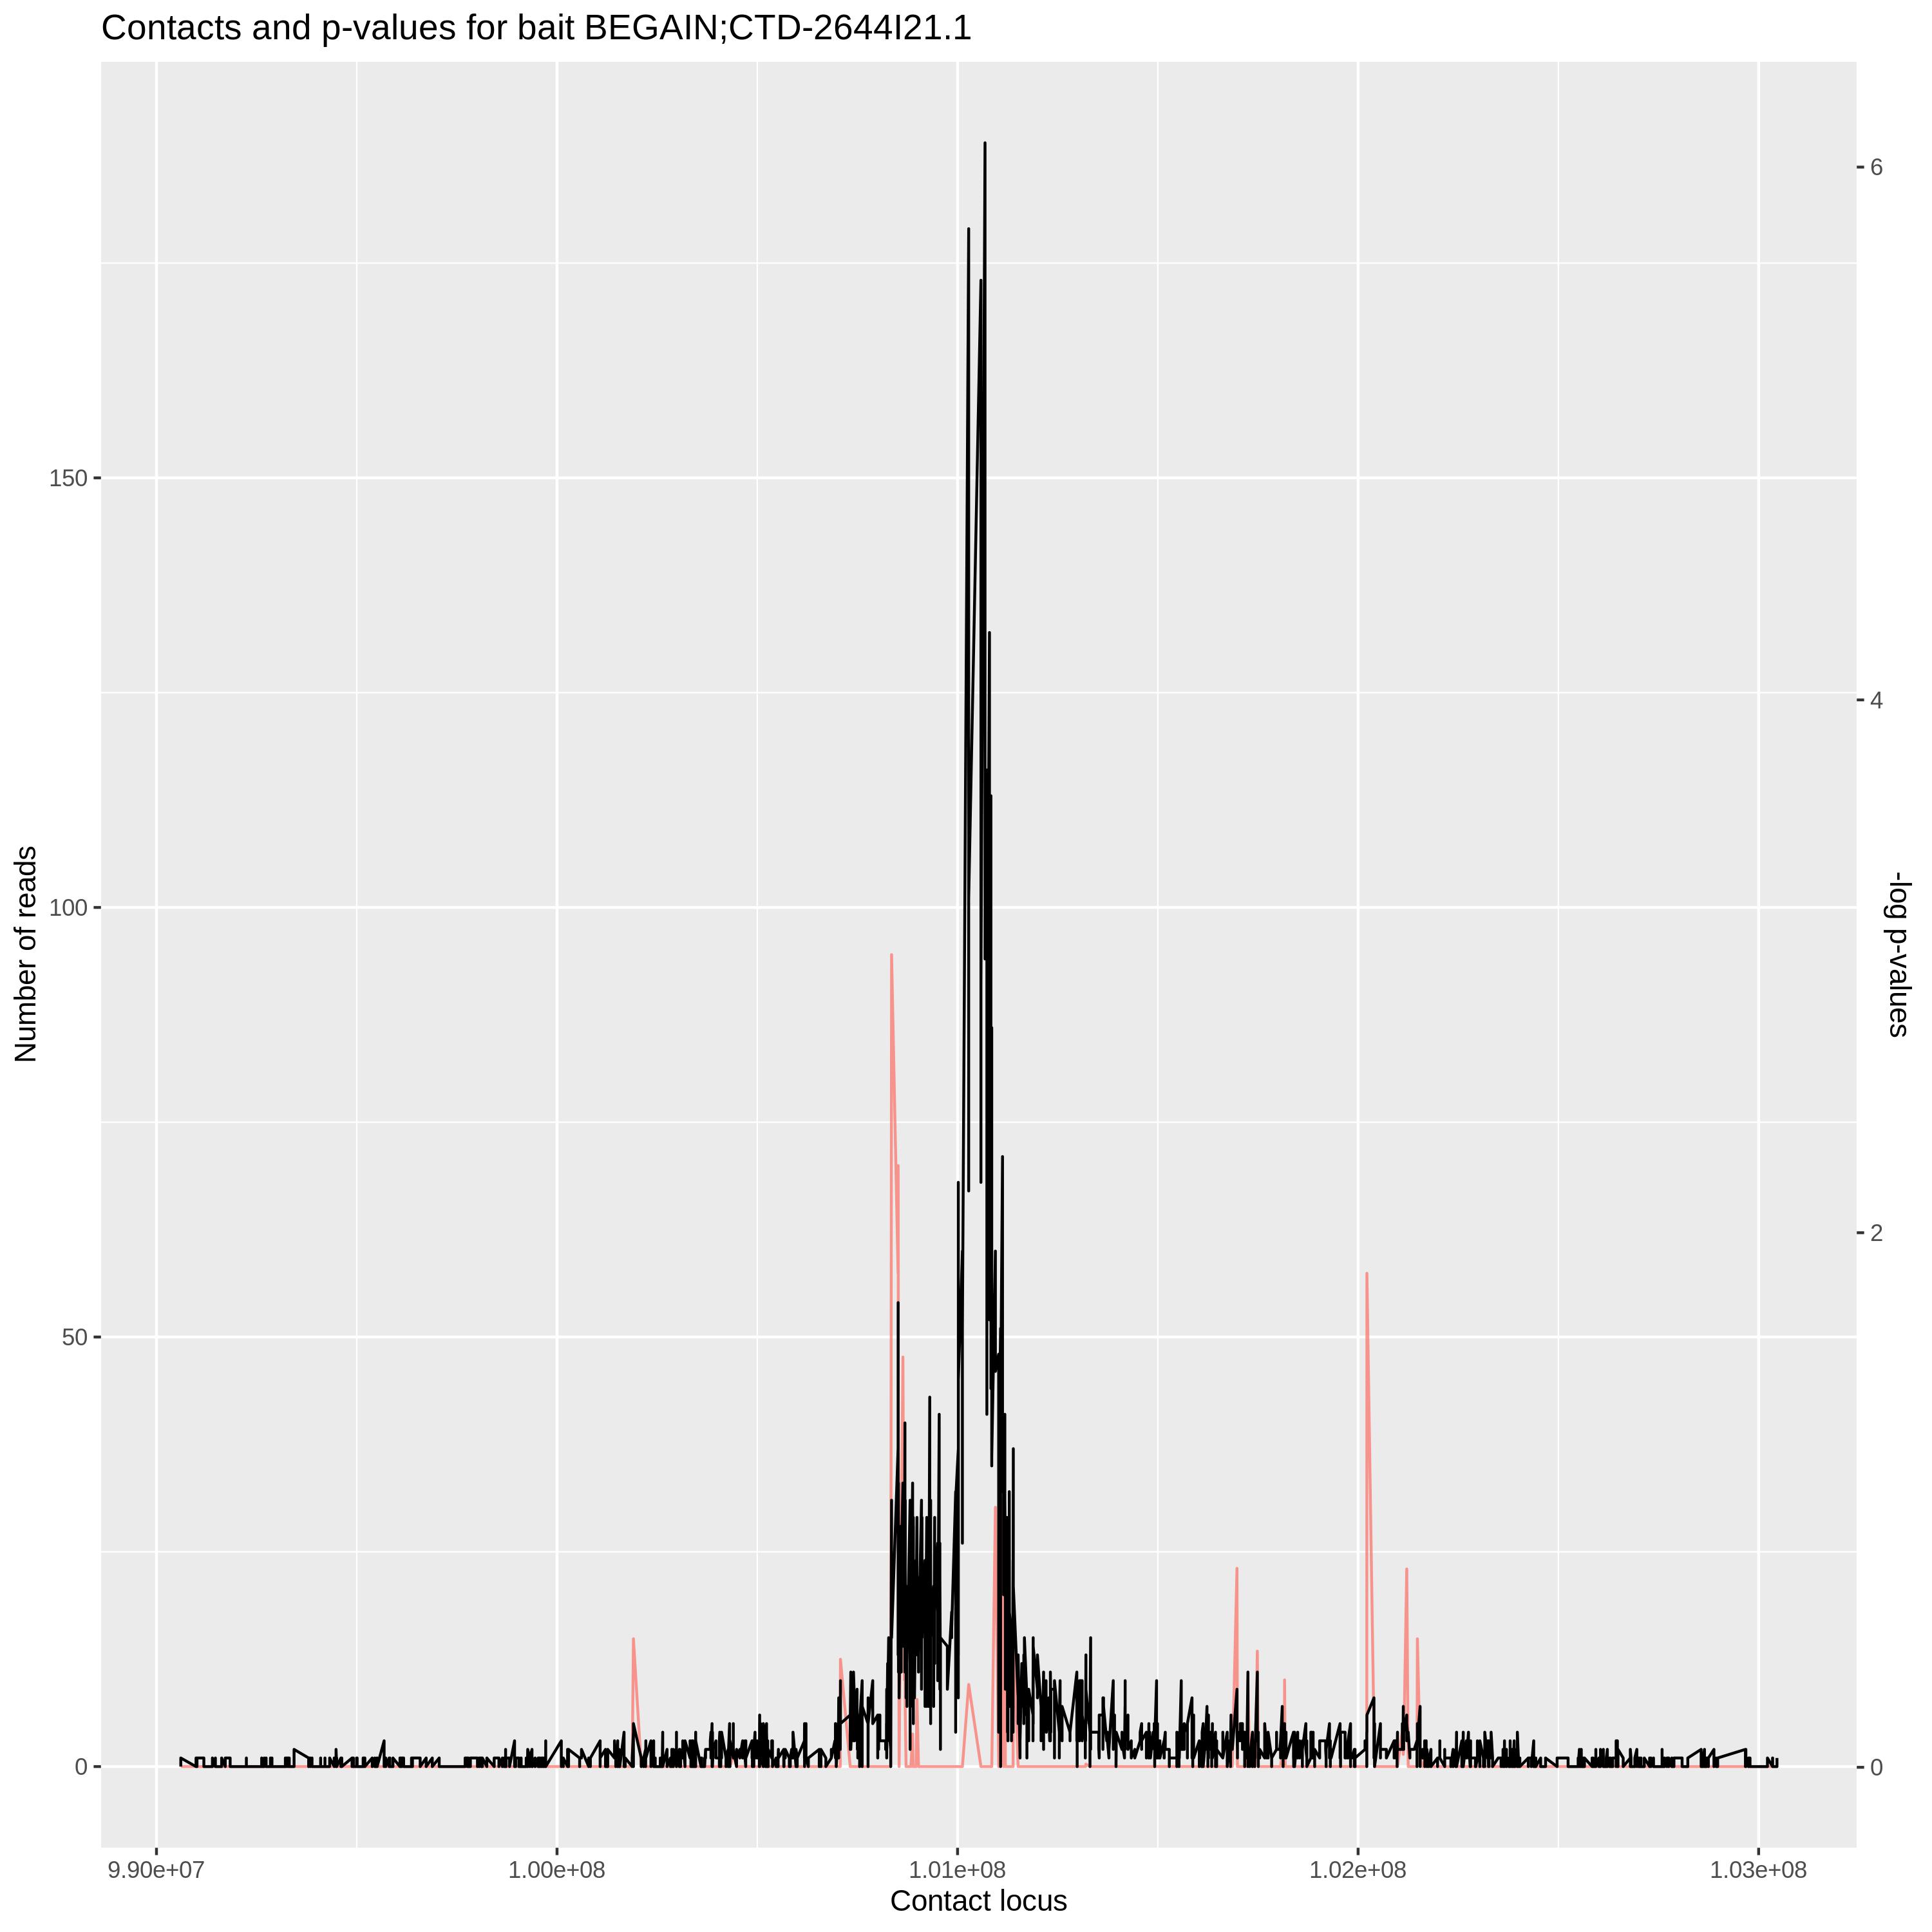 Contacts and p-values for bait BEGAIN;CTD-2644I21.1
Number of reads
150
100
50
0
6
4
2
0
-log p-values
9.90e+07 1.00e+08 1.01e+08 1.02e+08 1.03e+08
Contact locus